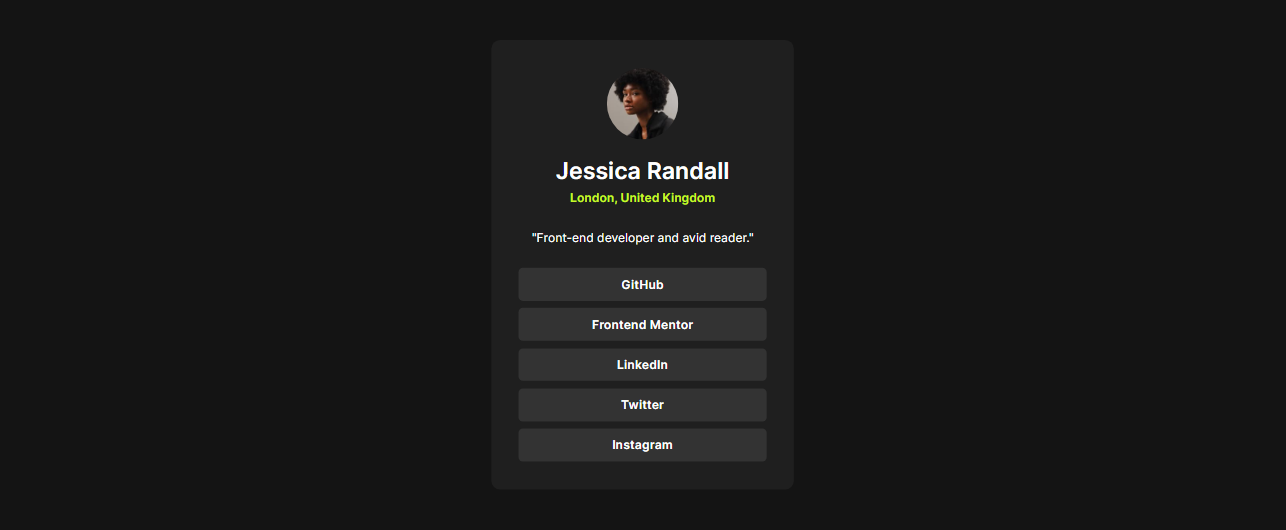 Jessica Randall
London, United Kingdom
"Front-end developer and avid reader."
GitHub
Frontend Mentor
LinkedIn
Twitter
Instagram